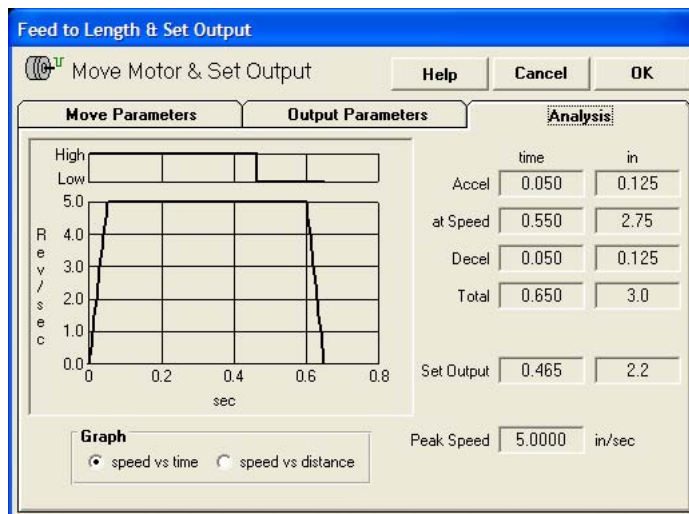 Feed to Length & Set Output
Move Motor & Set Output
Help
Cancel
OK
Move Parameters
Output Parameters
Analysis
High
Low
5.0
4.0
3.0
2.0
1.0
0.0
Rev/sec
0 0.2 0.4 0.6 0.8
sec
time in
Accel 0.050 0.125
at Speed 0.550 2.75
Decel 0.050 0.125
Total 0.650 3.0
Set Output 0.465 2.2
Peak Speed 5.0000 in/sec
Graph
speed vs time speed vs distance